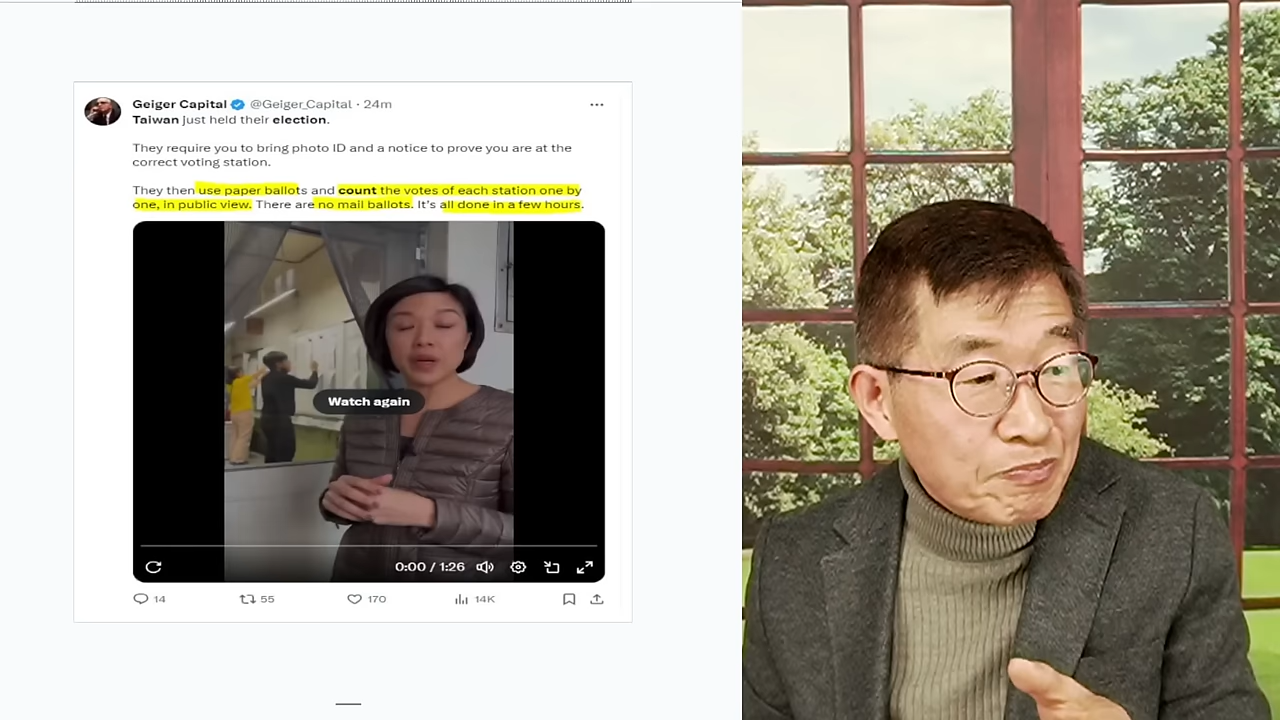 Geiger Capital @Geiger_Capital · 24m
Taiwan just held their election.
They require you to bring photo ID and a notice to prove you are at the
correct voting station.
They then use paper ballots and count the votes of each station one by
one, in public view. There are no mail ballots. It's all done in a few hours.
Watch again
0:00 / 1:26
14 55 170 14K